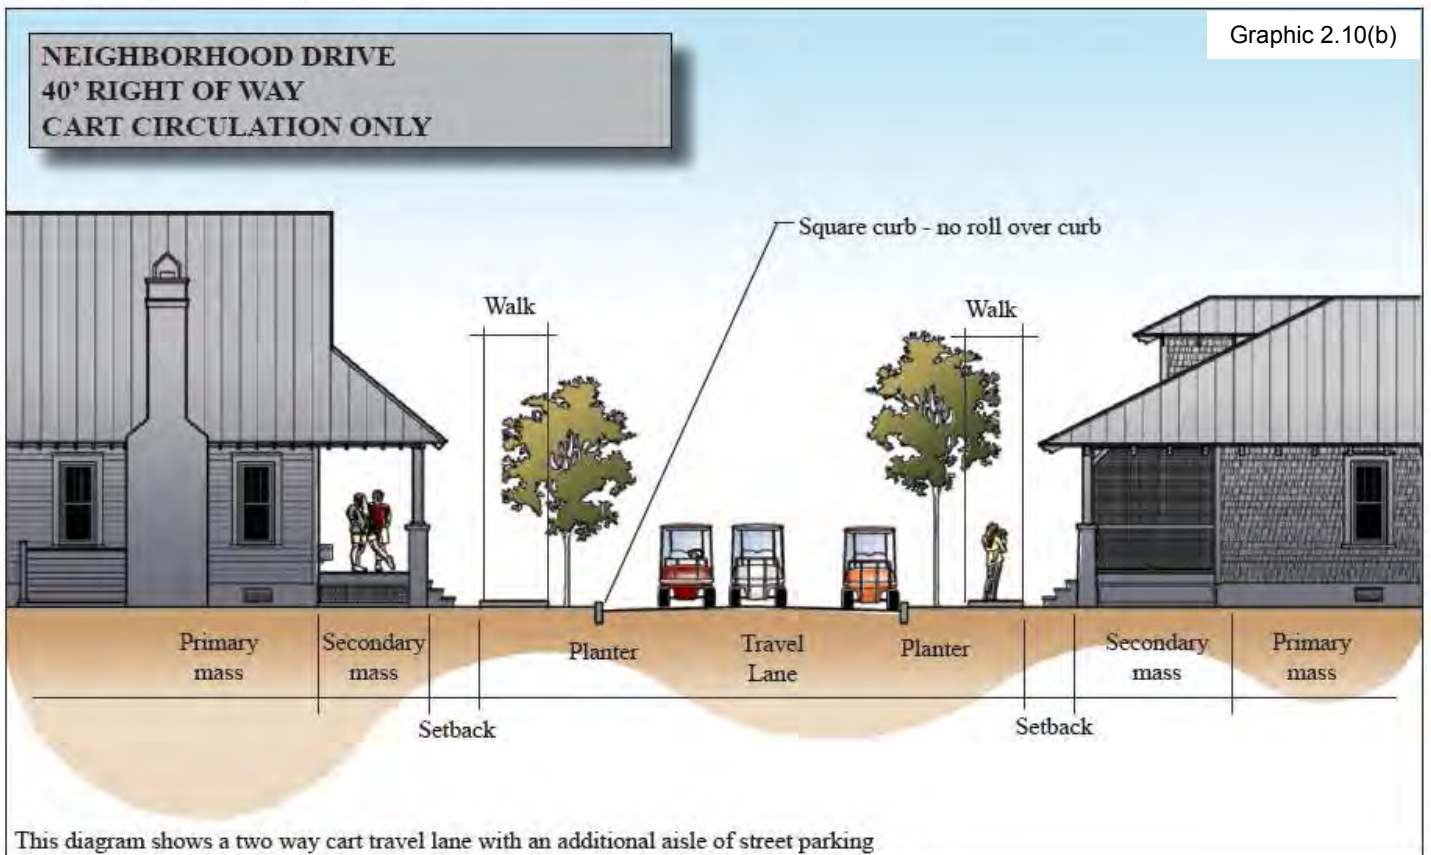 Graphic 2.10(b)
NEIGHBORHOOD DRIVE
40’ RIGHT OF WAY
CART CIRCULATION ONLY
Square curb - no roll over curb
Walk
Walk
Primary
mass
Secondary
mass
Planter
Travel
Lane
Planter
Secondary
mass
Primary
mass
Setback
Setback
This diagram shows a two way cart travel lane with an additional aisle of street parking